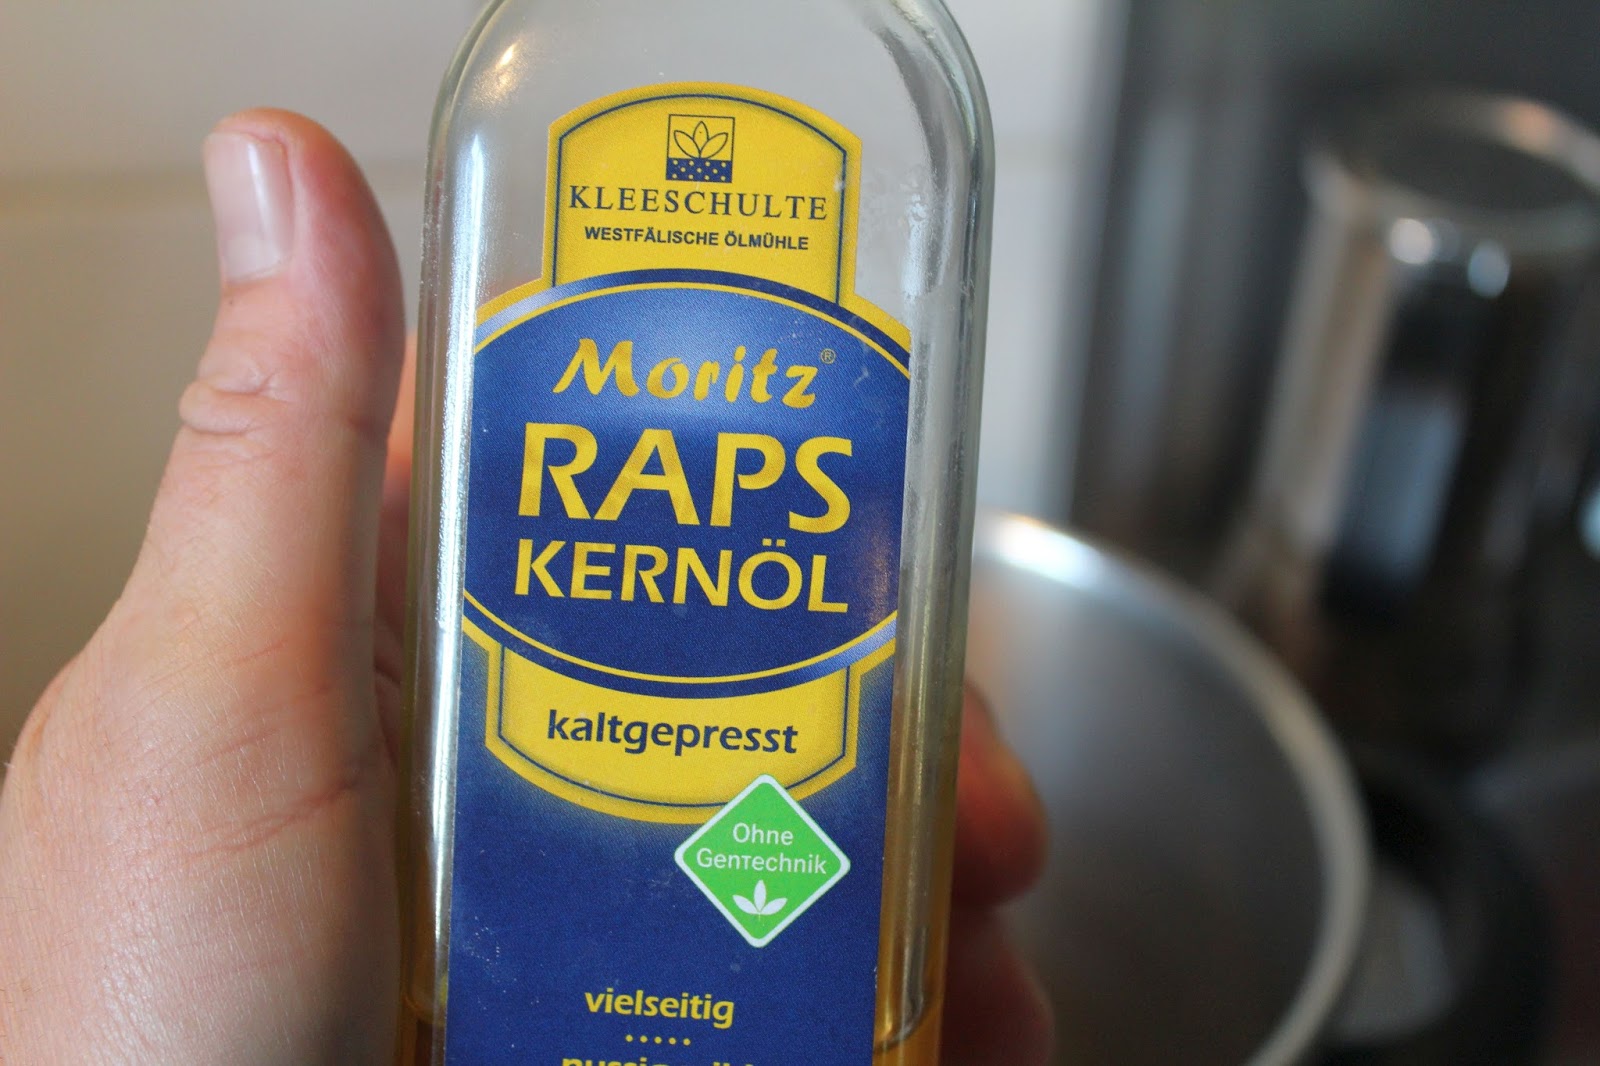 KLEESCHULTE
WESTFÄLISCHE ÖLMÜHLE
Moritz®
RAPS
KERNÖL
kaltgepresst
Ohne
GenTechnik
vielseitig